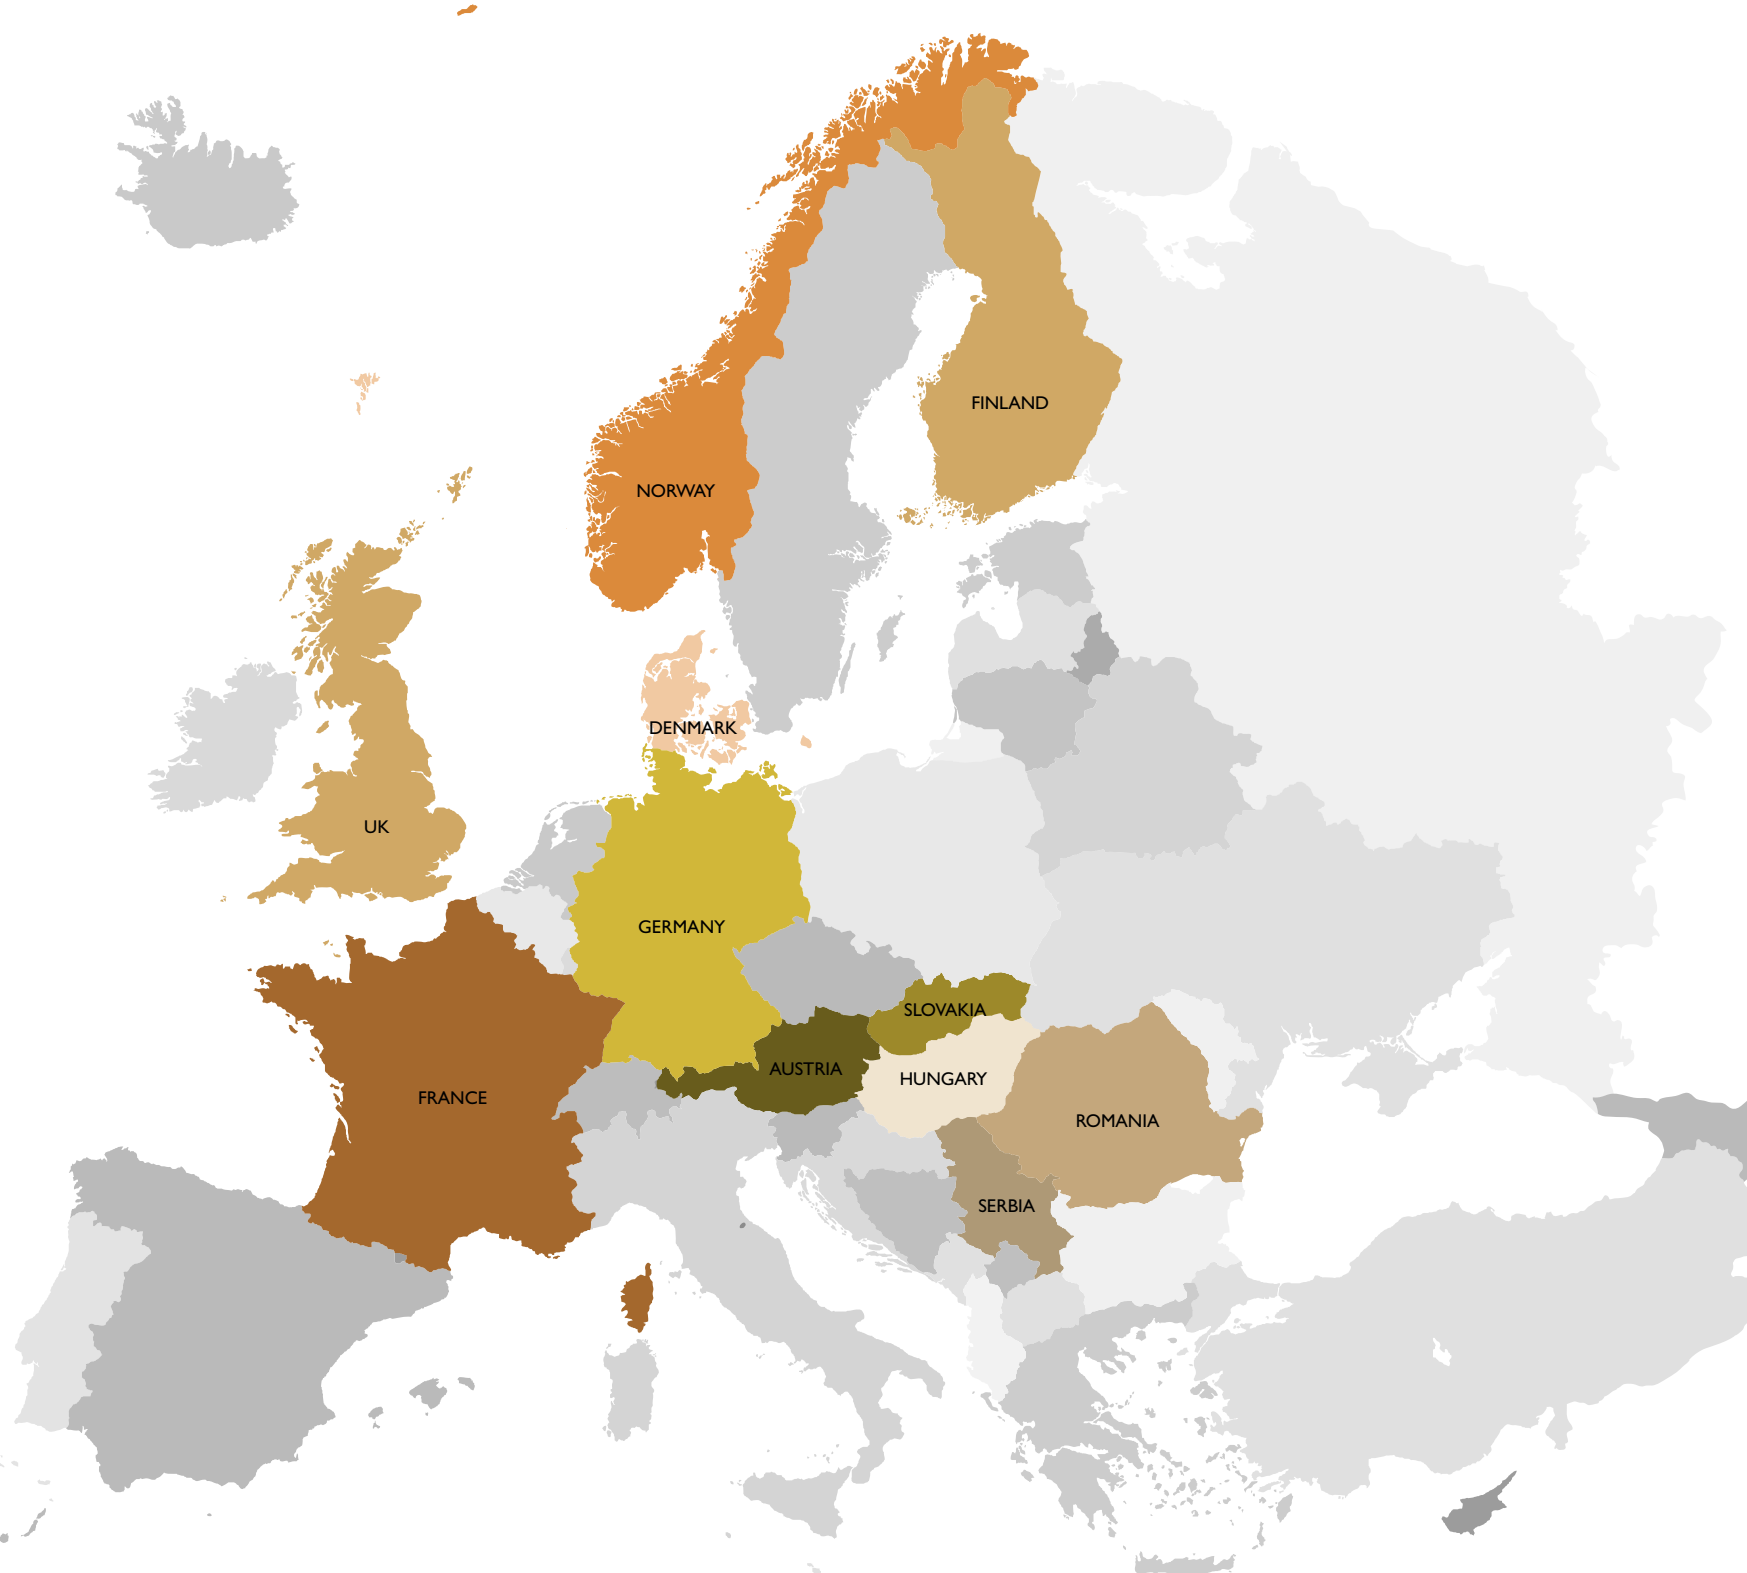 FINLAND
NORWAY
DENMARK
UK
GERMANY
SLOVAKIA
AUSTRIA
HUNGARY
FRANCE
ROMANIA
SERBIA